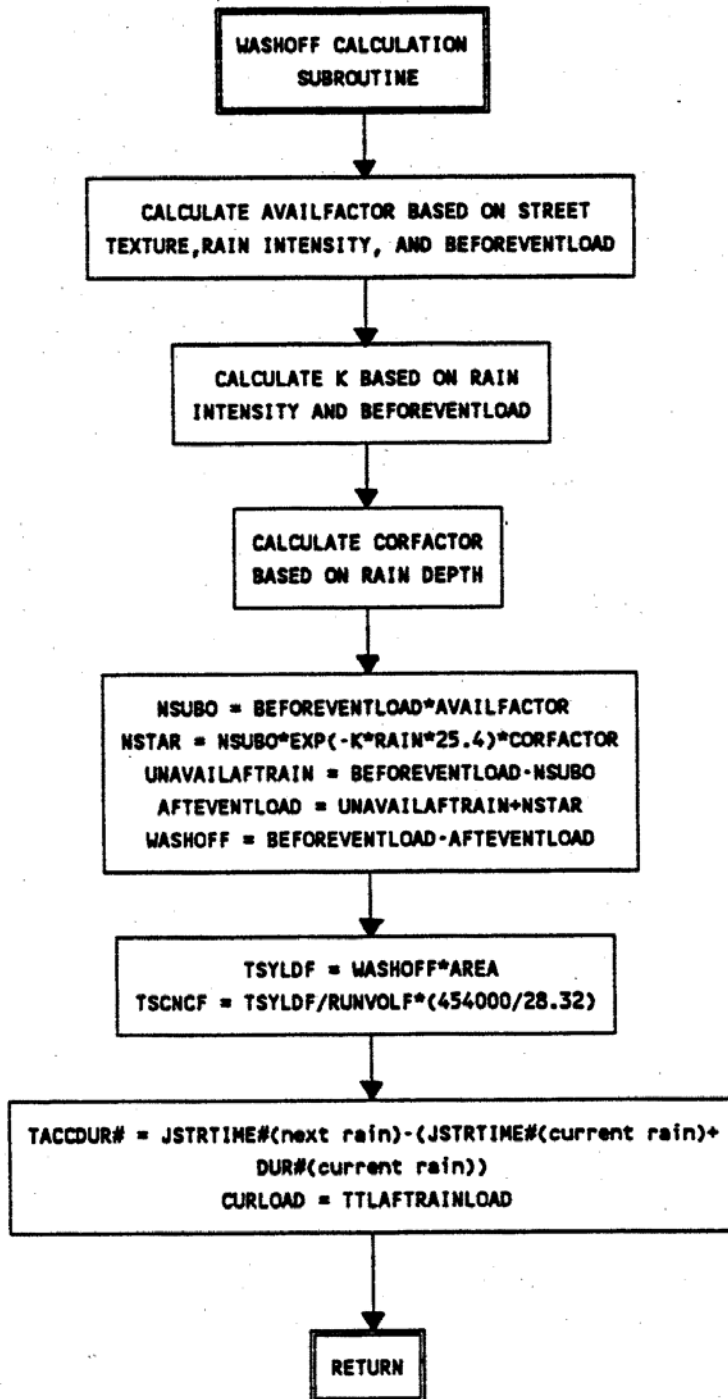 WASHOFF CALCULATION
SUBROUTINE
CALCULATE AVAILFACTOR BASED ON STREET
TEXTURE,RAIN INTENSITY, AND BEFOREVENTLOAD
CALCULATE K BASED ON RAIN
INTENSITY AND BEFOREVENTLOAD
CALCULATE CORFACTOR
BASED ON RAIN DEPTH
NSUBO = BEFOREVENTLOAD*AVAILFACTOR
NSTAR = NSUBO*EXP(-K*RAIN*25.4)*CORFACTOR
UNAVAILAFTRAIN = BEFOREVENTLOAD-NSUBO
AFTEVENTLOAD = UNAVAILAFTRAIN+NSTAR
WASHOFF = BEFOREVENTLOAD-AFTEVENTLOAD
TSYLDF = WASHOFF*AREA
TSCNCF = TSYLDF/RUNVOLF*(454000/28.32)
TACCDUR# = JSTRTIME#(next rain)-(JSTRTIME#(current rain)+
DUR#(current rain))
CURLOAD = TTLAFTRAINLOAD
RETURN